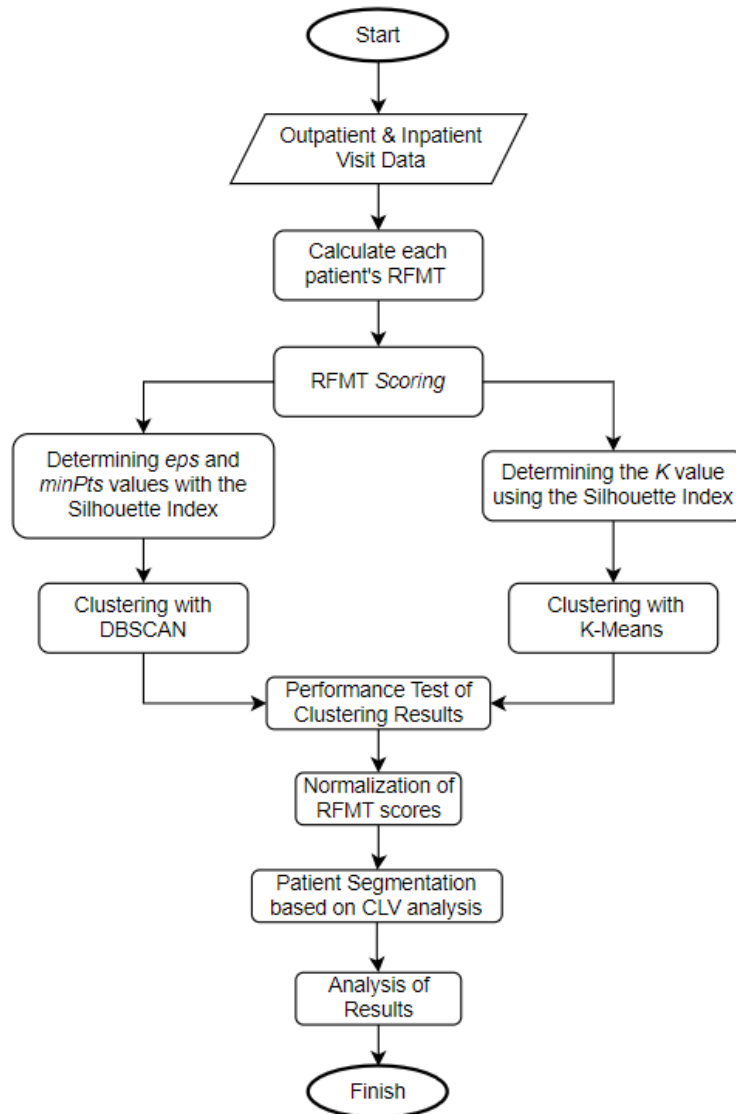 Start
Outpatient & Inpatient
Visit Data
Calculate each
patient's RFMT
RFMT Scoring
Determining eps and
minPts values with the
Silhouette Index
Determining the K value
using the Silhouette Index
Clustering with
DBSCAN
Clustering with
K-Means
Performance Test of
Clustering Results
Normalization of
RFMT scores
Patient Segmentation
based on CLV analysis
Analysis of
Results
Finish